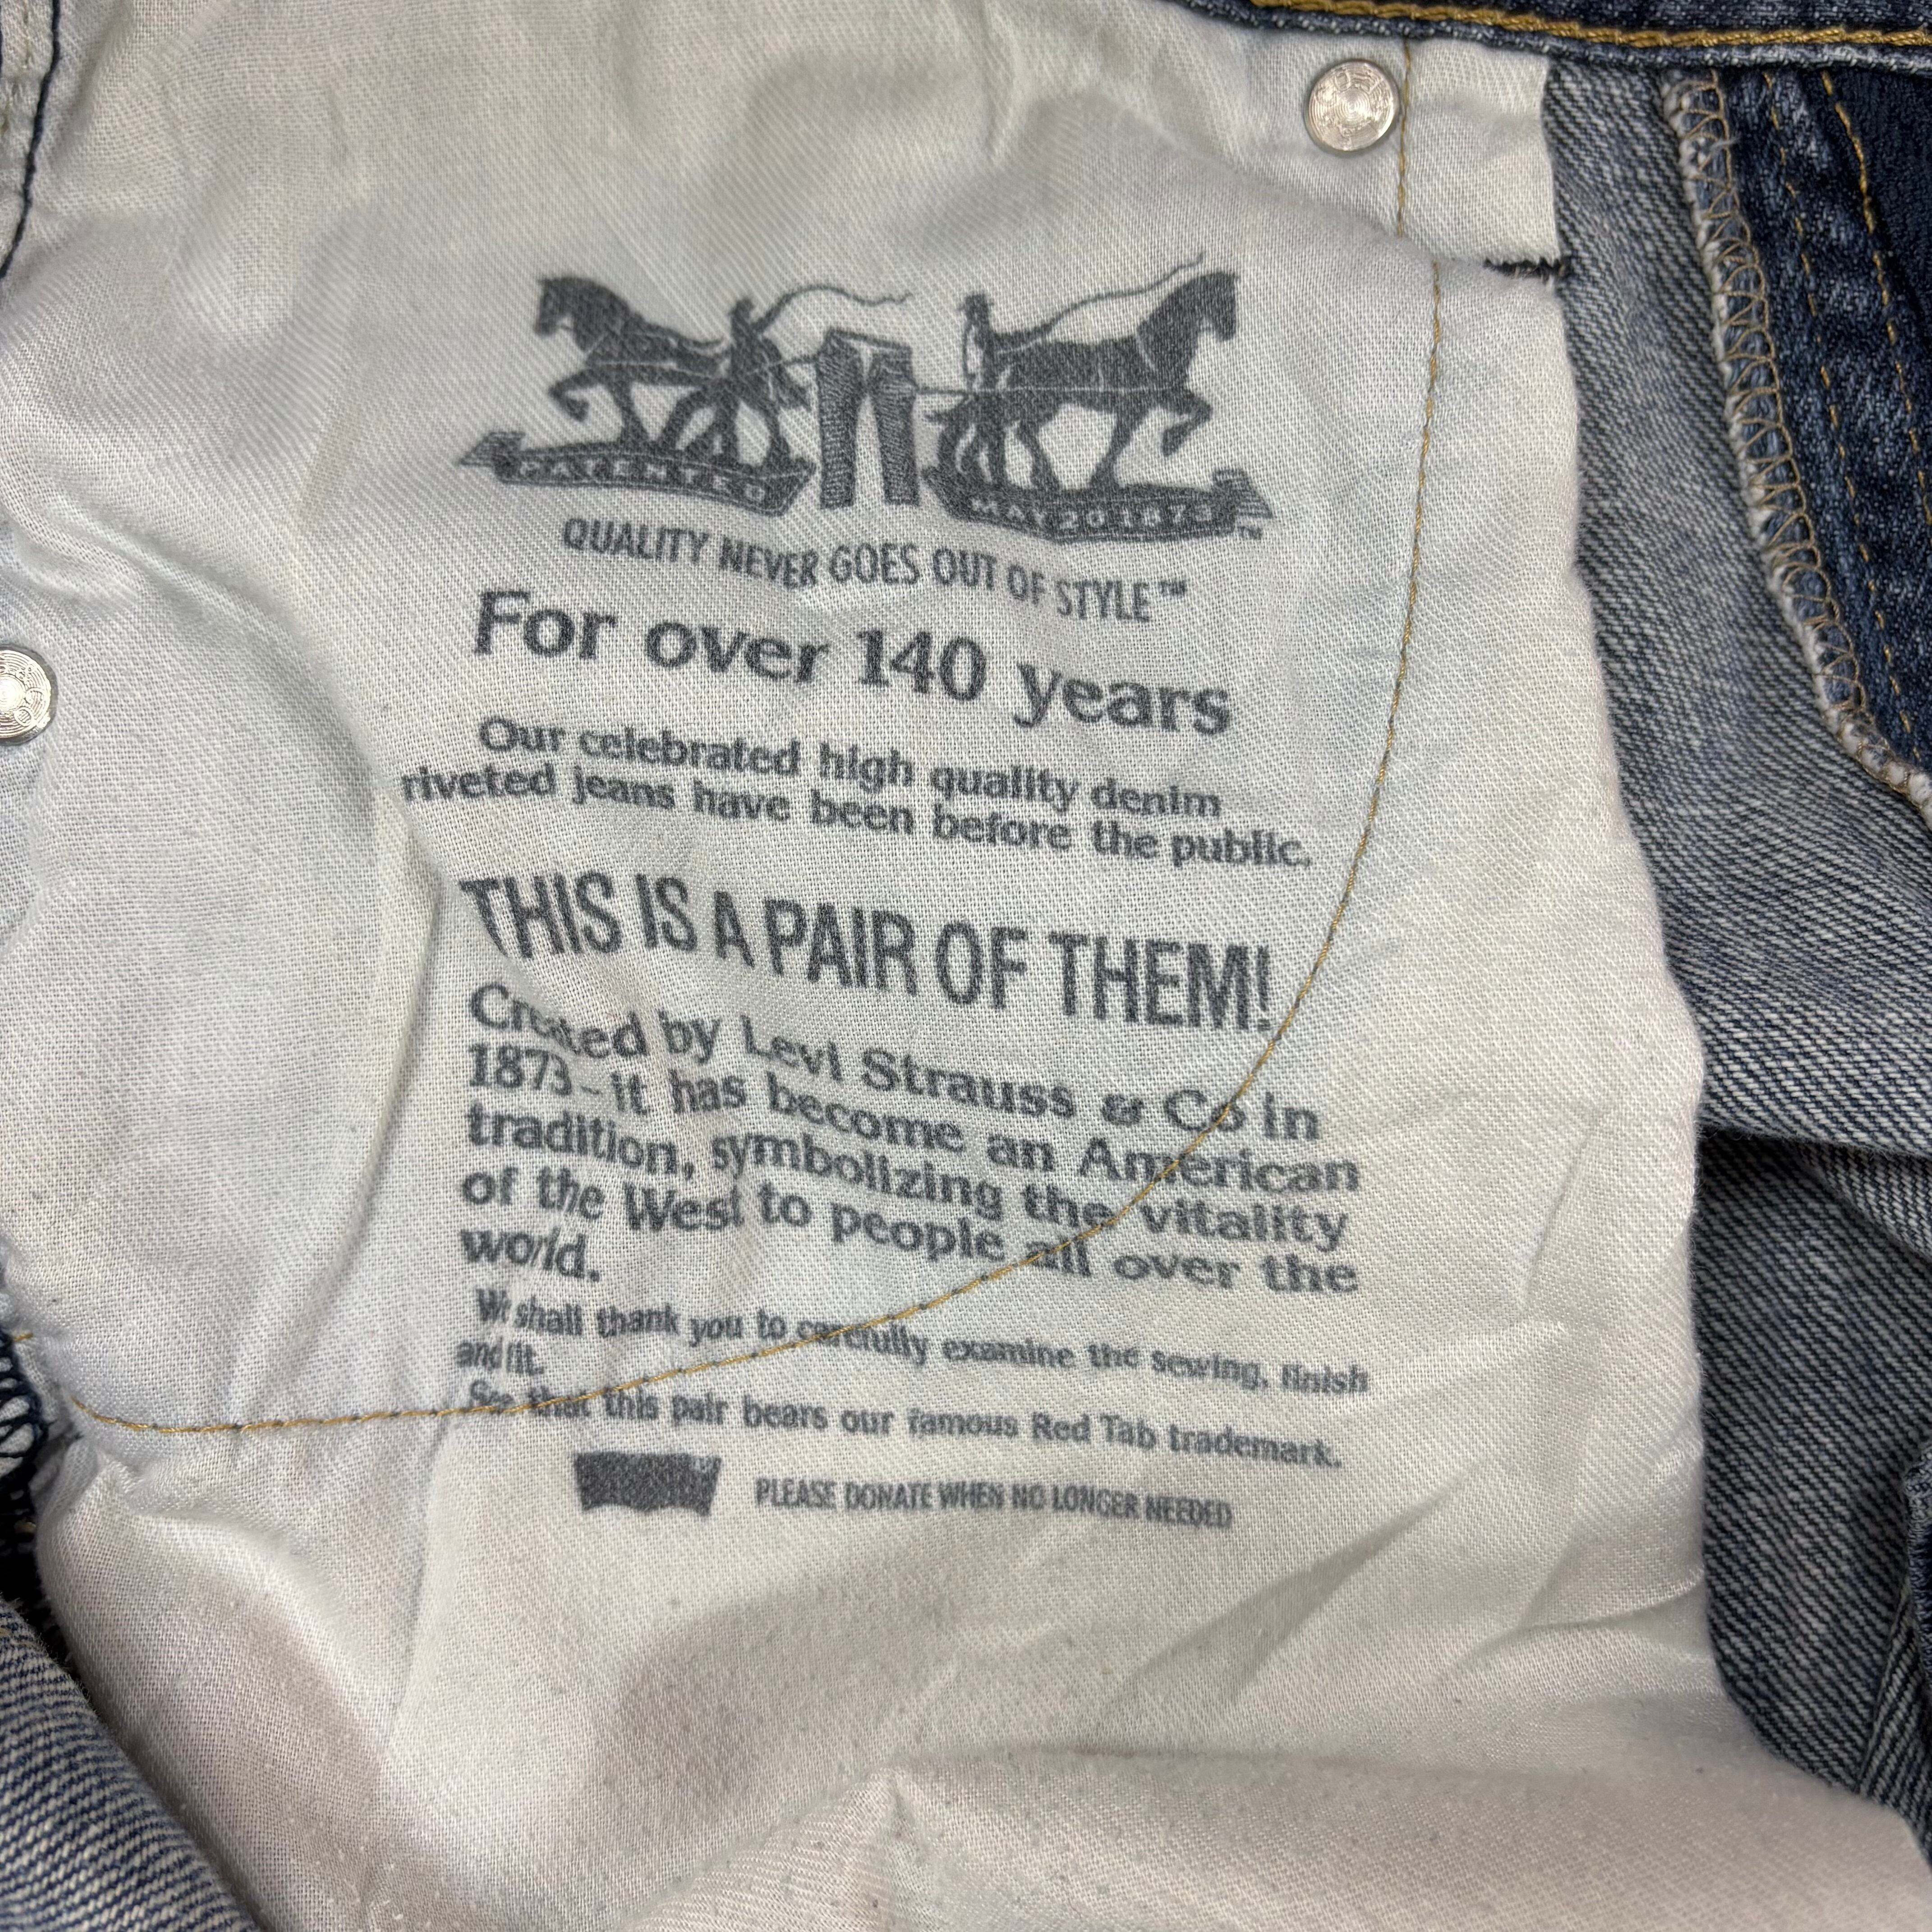 PATENTED MAY 20 1873 ™
QUALITY NEVER GOES OUT OF STYLE™
For over 140 years
Our celebrated high quality denim
riveted jeans have been before the public.
THIS IS A PAIR OF THEM!
Created by Levi Strauss & Co in
1873-it has become an American
tradition, symbolizing the vitality
of the West to people all over the
world.
We shall thank you to carefully examine the sewing, finish
and fit.
See that this pair bears our famous Red Tab trademark.
PLEASE DONATE WHEN NO LONGER NEEDED